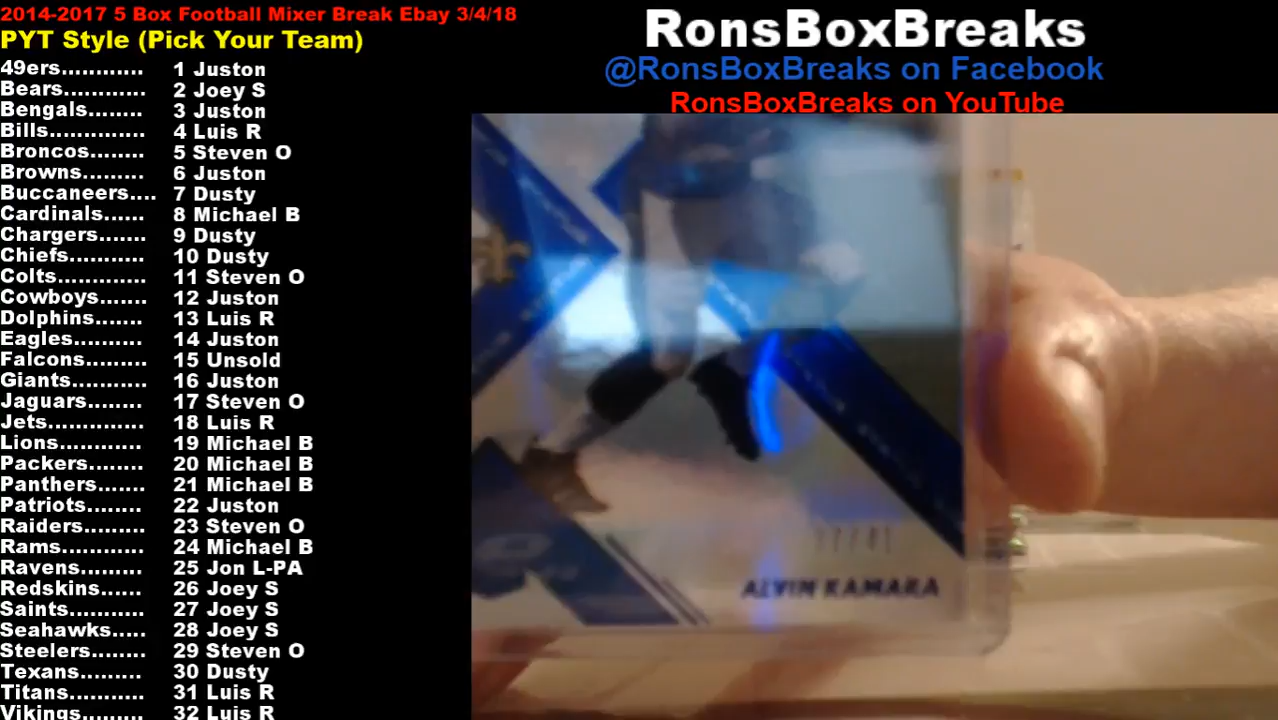 2014-2017 5 Box Football Mixer Break Ebay 3/4/18
PYT Style (Pick Your Team)
49ers............ 1 Juston
Bears............ 2 Joey S
Bengals........ 3 Juston
Bills.............. 4 Luis R
Broncos........ 5 Steven O
Browns......... 6 Juston
Buccaneers.... 7 Dusty
Cardinals...... 8 Michael B
Chargers....... 9 Dusty
Chiefs........... 10 Dusty
Colts............. 11 Steven O
Cowboys....... 12 Juston
Dolphins....... 13 Luis R
Eagles.......... 14 Juston
Falcons......... 15 Unsold
Giants........... 16 Juston
Jaguars........ 17 Steven O
Jets.............. 18 Luis R
Lions............ 19 Michael B
Packers........ 20 Michael B
Panthers....... 21 Michael B
Patriots........ 22 Juston
Raiders......... 23 Steven O
Rams............ 24 Michael B
Ravens......... 25 Jon L-PA
Redskins...... 26 Joey S
Saints........... 27 Joey S
Seahawks..... 28 Joey S
Steelers........ 29 Steven O
Texans......... 30 Dusty
Titans........... 31 Luis R
Vikings......... 32 Luis R
RonsBoxBreaks
@RonsBoxBreaks on Facebook
RonsBoxBreaks on YouTube
ALVIN KAMARA